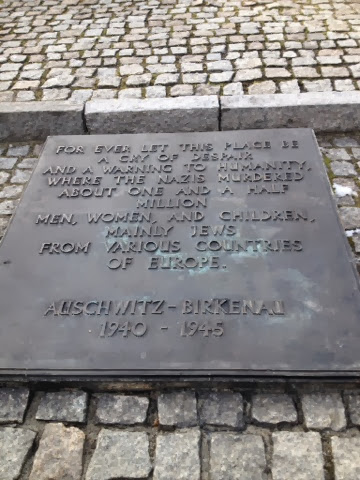 FOR EVER LET THIS PLACE BE
A CRY OF DESPAIR
AND A WARNING TO HUMANITY,
WHERE THE NAZIS MURDERED
ABOUT ONE AND A HALF
MILLION
MEN, WOMEN, AND CHILDREN,
MAINLY JEWS
FROM VARIOUS COUNTRIES
OF EUROPE.
AUSCHWITZ-BIRKENAU
1940 - 1945